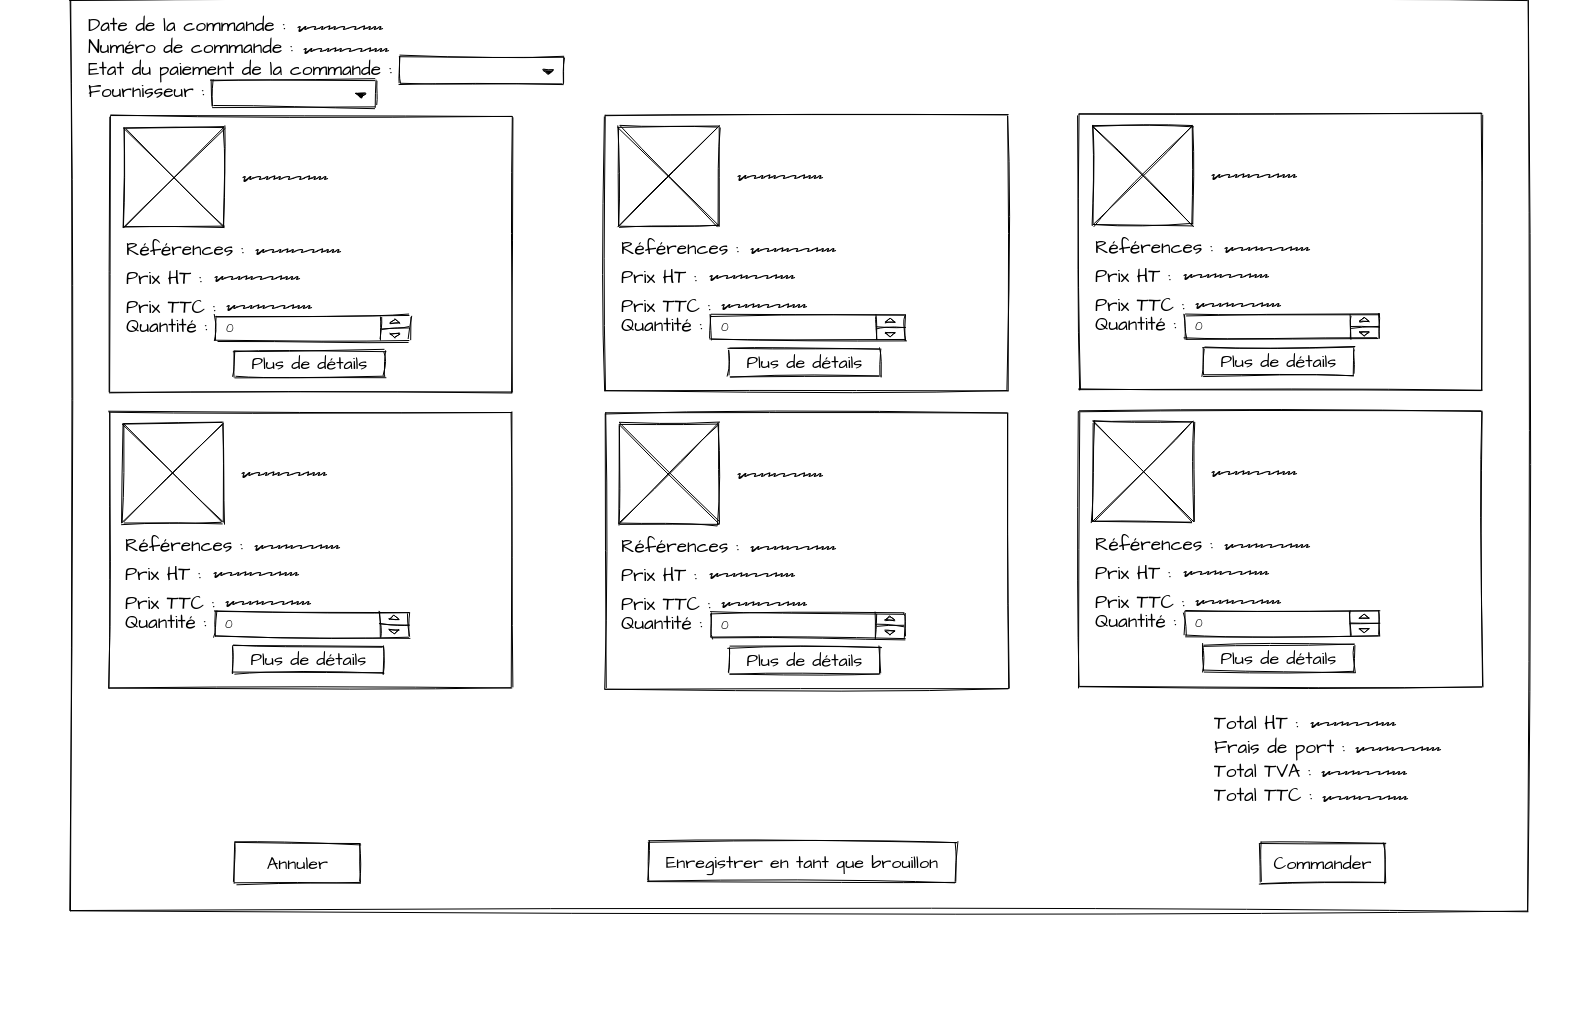 Date de la commande :
Numéro de commande :
Etat du paiement de la commande :
Fournisseur :
Références :
Prix HT :
Prix TTC :
Quantité : 0
Plus de détails
Références :
Prix HT :
Prix TTC :
Quantité : 0
Plus de détails
Références :
Prix HT :
Prix TTC :
Quantité : 0
Plus de détails
Références :
Prix HT :
Prix TTC :
Quantité : 0
Plus de détails
Références :
Prix HT :
Prix TTC :
Quantité : 0
Plus de détails
Références :
Prix HT :
Prix TTC :
Quantité : 0
Plus de détails
Total HT :
Frais de port :
Total TVA :
Total TTC :
Annuler
Enregistrer en tant que brouillon
Commander